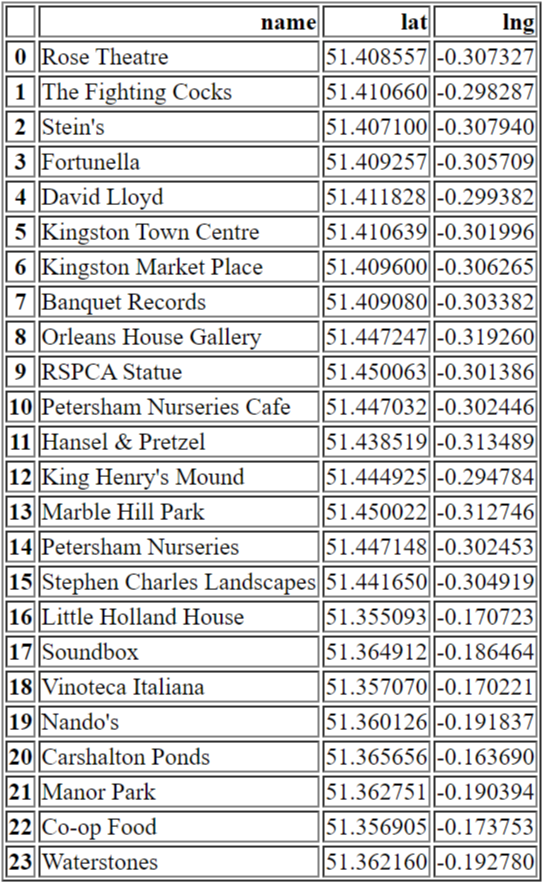 name lat lng
0 Rose Theatre 51.408557 -0.307327
1 The Fighting Cocks 51.410660 -0.298287
2 Stein's 51.407100 -0.307940
3 Fortunella 51.409257 -0.305709
4 David Lloyd 51.411828 -0.299382
5 Kingston Town Centre 51.410639 -0.301996
6 Kingston Market Place 51.409600 -0.306265
7 Banquet Records 51.409080 -0.303382
8 Orleans House Gallery 51.447247 -0.319260
9 RSPCA Statue 51.450063 -0.301386
10 Petersham Nurseries Cafe 51.447032 -0.302446
11 Hansel & Pretzel 51.438519 -0.313489
12 King Henry's Mound 51.444925 -0.294784
13 Marble Hill Park 51.450022 -0.312746
14 Petersham Nurseries 51.447148 -0.302453
15 Stephen Charles Landscapes 51.441650 -0.304919
16 Little Holland House 51.355093 -0.170723
17 Soundbox 51.364912 -0.186464
18 Vinoteca Italiana 51.357070 -0.170221
19 Nando's 51.360126 -0.191837
20 Carshalton Ponds 51.365656 -0.163690
21 Manor Park 51.362751 -0.190394
22 Co-op Food 51.356905 -0.173753
23 Waterstones 51.362160 -0.192780